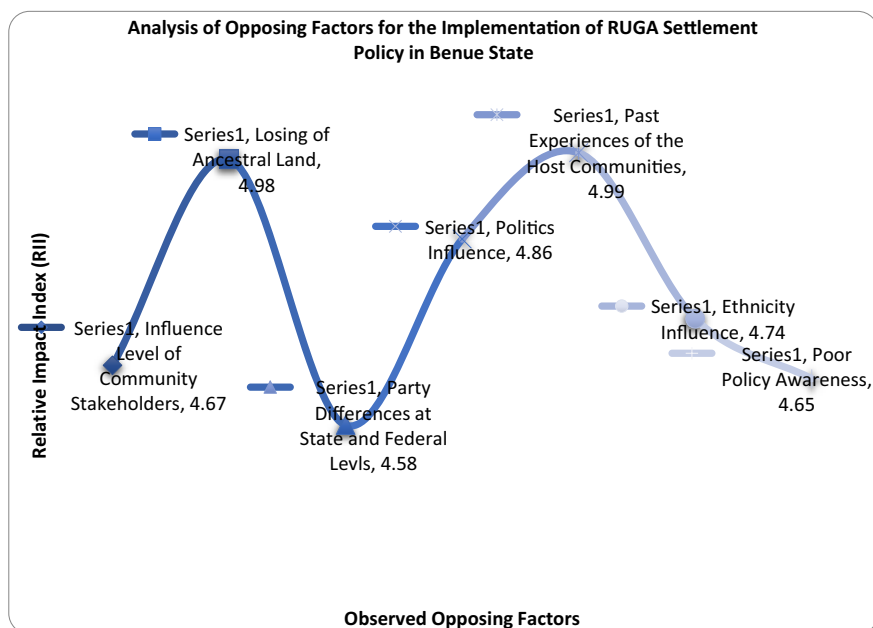 Analysis of Opposing Factors for the Implementation of RUGA Settlement
Policy in Benue State
Series1, Losing of
Ancestral Land,
4.98
Series1, Past
Experiences of the
Host Communities,
4.99
Series1, Politics
Influence, 4.86
Series1, Influence
Level of
Community
Stakeholders, 4.67
Series1, Party
Differences at
State and Federal
Levls, 4.58
Series1, Ethnicity
Influence, 4.74
Series1, Poor
Policy Awareness,
4.65
Relative Impact Index (RII)
Observed Opposing Factors